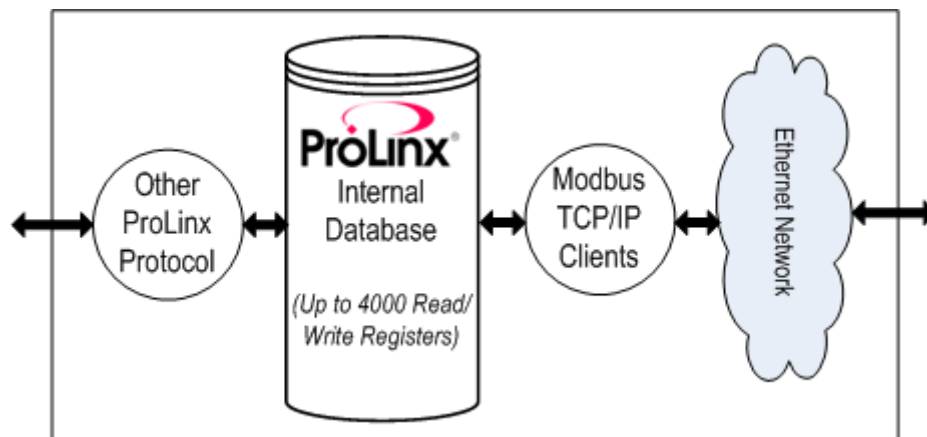 Other
ProLinx
Protocol
ProLinx®
Internal
Database
(Up to 4000 Read/
Write Registers)
Modbus
TCP/IP
Clients
Ethernet Network